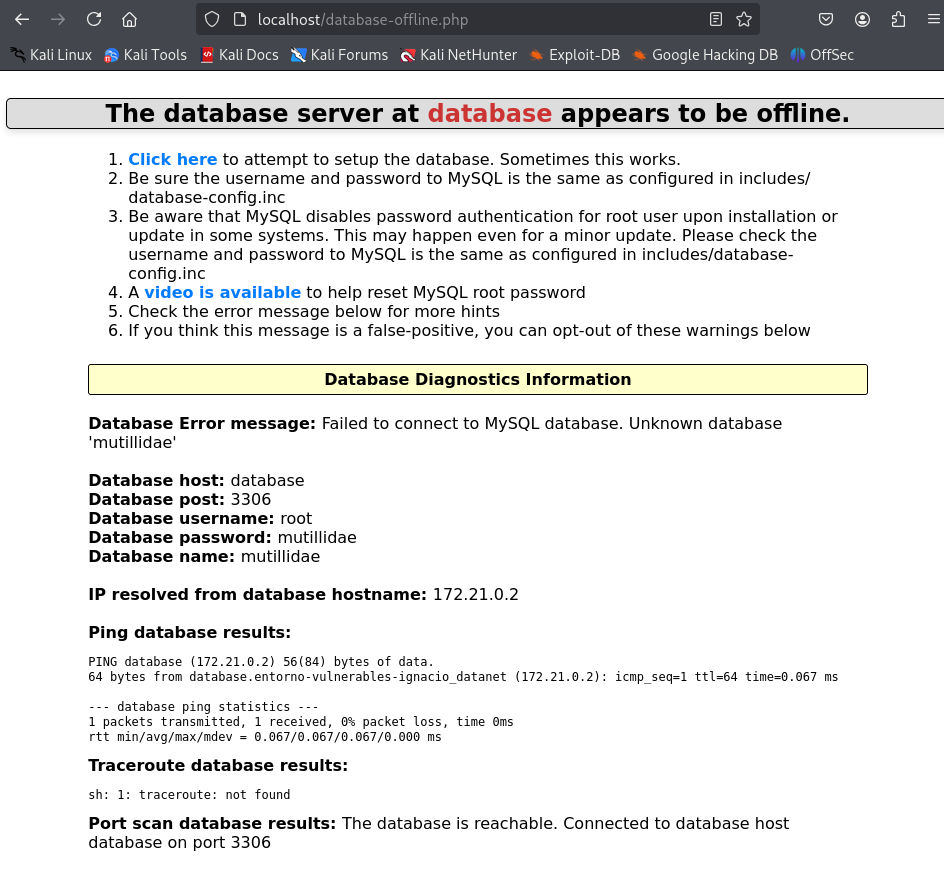 localhost/database-offline.php
Kali Linux Kali Tools Kali Docs Kali Forums Kali NetHunter Exploit-DB Google Hacking DB OffSec
The database server at database appears to be offline.
1. Click here to attempt to setup the database. Sometimes this works.
2. Be sure the username and password to MySQL is the same as configured in includes/
database-config.inc
3. Be aware that MySQL disables password authentication for root user upon installation or
update in some systems. This may happen even for a minor update. Please check the
username and password to MySQL is the same as configured in includes/database-
config.inc
4. A video is available to help reset MySQL root password
5. Check the error message below for more hints
6. If you think this message is a false-positive, you can opt-out of these warnings below
Database Diagnostics Information
Database Error message: Failed to connect to MySQL database. Unknown database
'mutillidae'
Database host: database
Database post: 3306
Database username: root
Database password: mutillidae
Database name: mutillidae
IP resolved from database hostname: 172.21.0.2
Ping database results:
PING database (172.21.0.2) 56(84) bytes of data.
64 bytes from database.entorno-vulnerables-ignacio_datanet (172.21.0.2): icmp_seq=1 ttl=64 time=0.067 ms
--- database ping statistics ---
1 packets transmitted, 1 received, 0% packet loss, time 0ms
rtt min/avg/max/mdev = 0.067/0.067/0.067/0.000 ms
Traceroute database results:
sh: 1: traceroute: not found
Port scan database results: The database is reachable. Connected to database host
database on port 3306